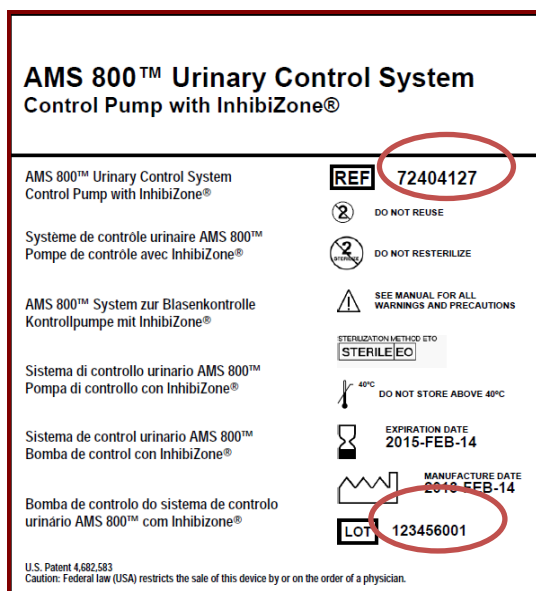 AMS 800™ Urinary Control System
Control Pump with InhibiZone®
AMS 800™ Urinary Control System
Control Pump with InhibiZone®
REF 72404127
2 DO NOT REUSE
Système de contrôle urinaire AMS 800™
Pompe de contrôle avec InhibiZone®
2 STERILIZE DO NOT RESTERILIZE
AMS 800™ System zur Blasenkontrolle
Kontrollpumpe mit InhibiZone®
SEE MANUAL FOR ALL
WARNINGS AND PRECAUTIONS
STERILIZATION METHOD ETO
STERILE EO
Sistema di controllo urinario AMS 800™
Pompa di controllo con InhibiZone®
40ºC DO NOT STORE ABOVE 40ºC
Sistema de control urinario AMS 800™
Bomba de control con InhibiZone®
EXPIRATION DATE
2015-FEB-14
MANUFACTURE DATE
Bomba de controlo do sistema de controlo
urinário AMS 800™ com Inhibizone®
LOT 123456001
U.S. Patent 4,682,583
Caution: Federal law (USA) restricts the sale of this device by or on the order of a physician.